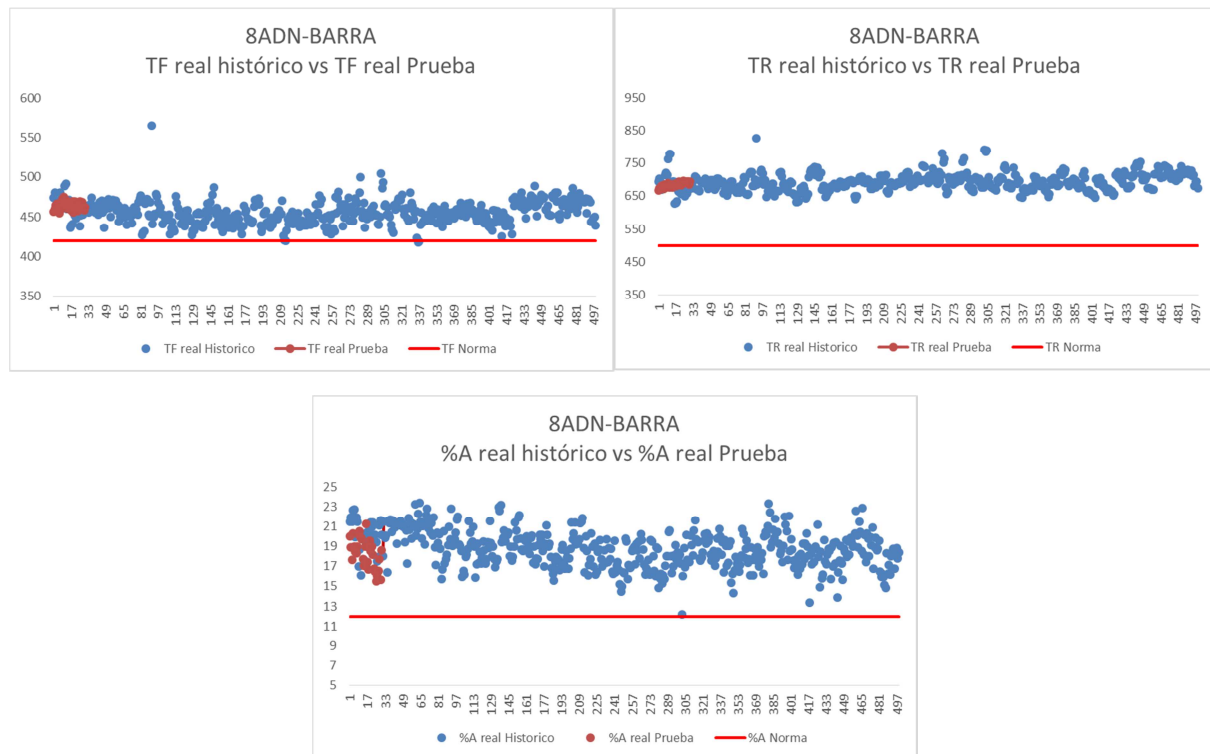 8ADN-BARRA
TF real histórico vs TF real Prueba
600
550
500
450
400
350
1 17 33 49 65 81 97 113 129 145 161 177 193 209 225 241 257 273 289 305 321 337 353 369 385 401 417 433 449 465 481 497
TF real Historico TF real Prueba TF Norma
8ADN-BARRA
TR real histórico vs TR real Prueba
950
850
750
650
550
450
350
1 17 33 49 65 81 97 113 129 145 161 177 193 209 225 241 257 273 289 305 321 337 353 369 385 401 417 433 449 465 481 497
TR real Historico TR real Prueba TR Norma
8ADN-BARRA
%A real histórico vs %A real Prueba
25
23
21
19
17
15
13
11
9
7
5
1 17 33 49 65 81 97 113 129 145 161 177 193 209 225 241 257 273 289 305 321 337 353 369 385 401 417 433 449 465 481 497
%A real Historico %A real Prueba %A Norma